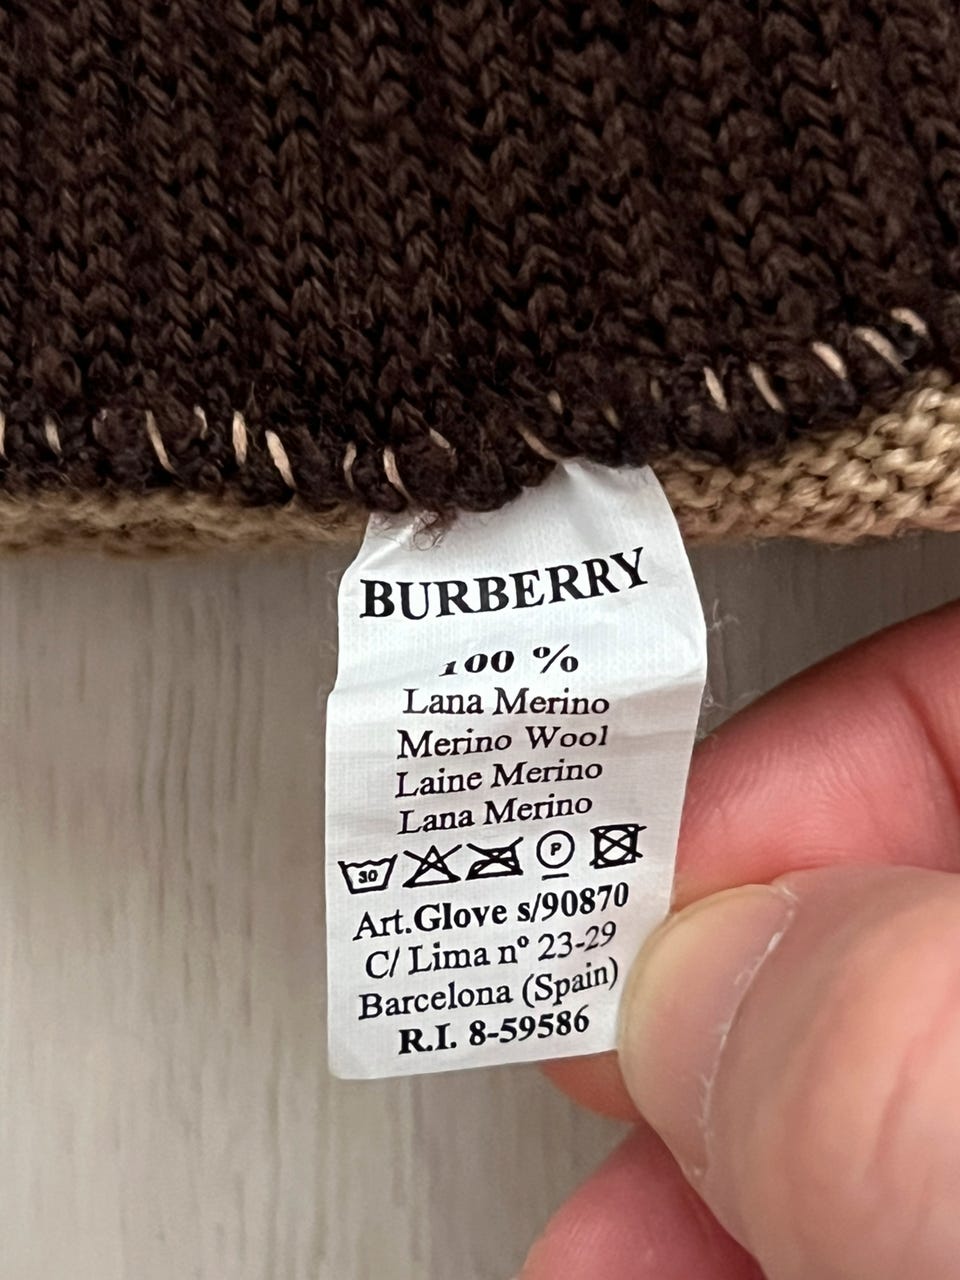 BURBERRY
100 %
Lana Merino
Merino Wool
Laine Merino
Lana Merino
30 P
Art.Glove s/90870
C/ Lima nº 23-29
Barcelona (Spain)
R.I. 8-59586